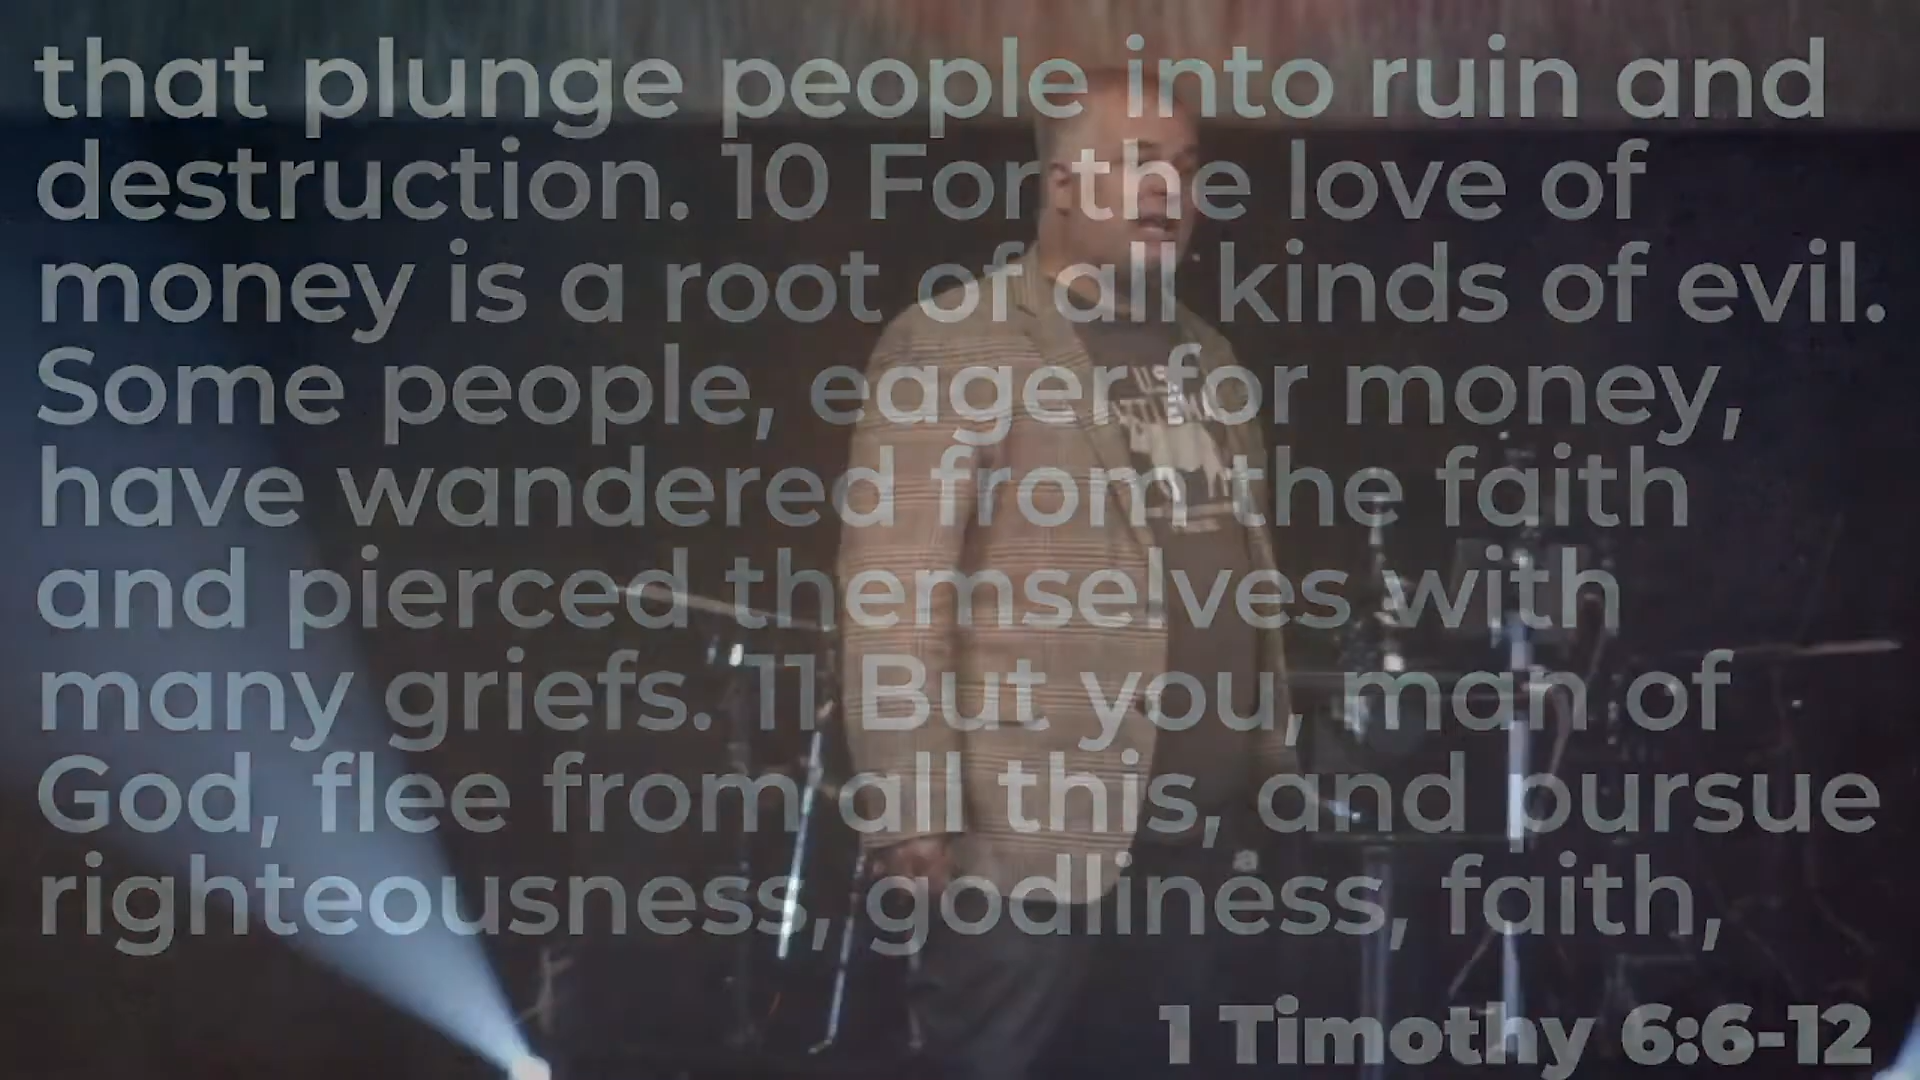 that plunge people into ruin and
destruction. 10 For the love of
money is a root of all kinds of evil.
Some people, eager for money,
have wandered from the faith
and pierced themselves with
many griefs. 11 But you, man of
God, flee from all this, and pursue
righteousness, godliness, faith,
1 Timothy 6:6-12
U.S.